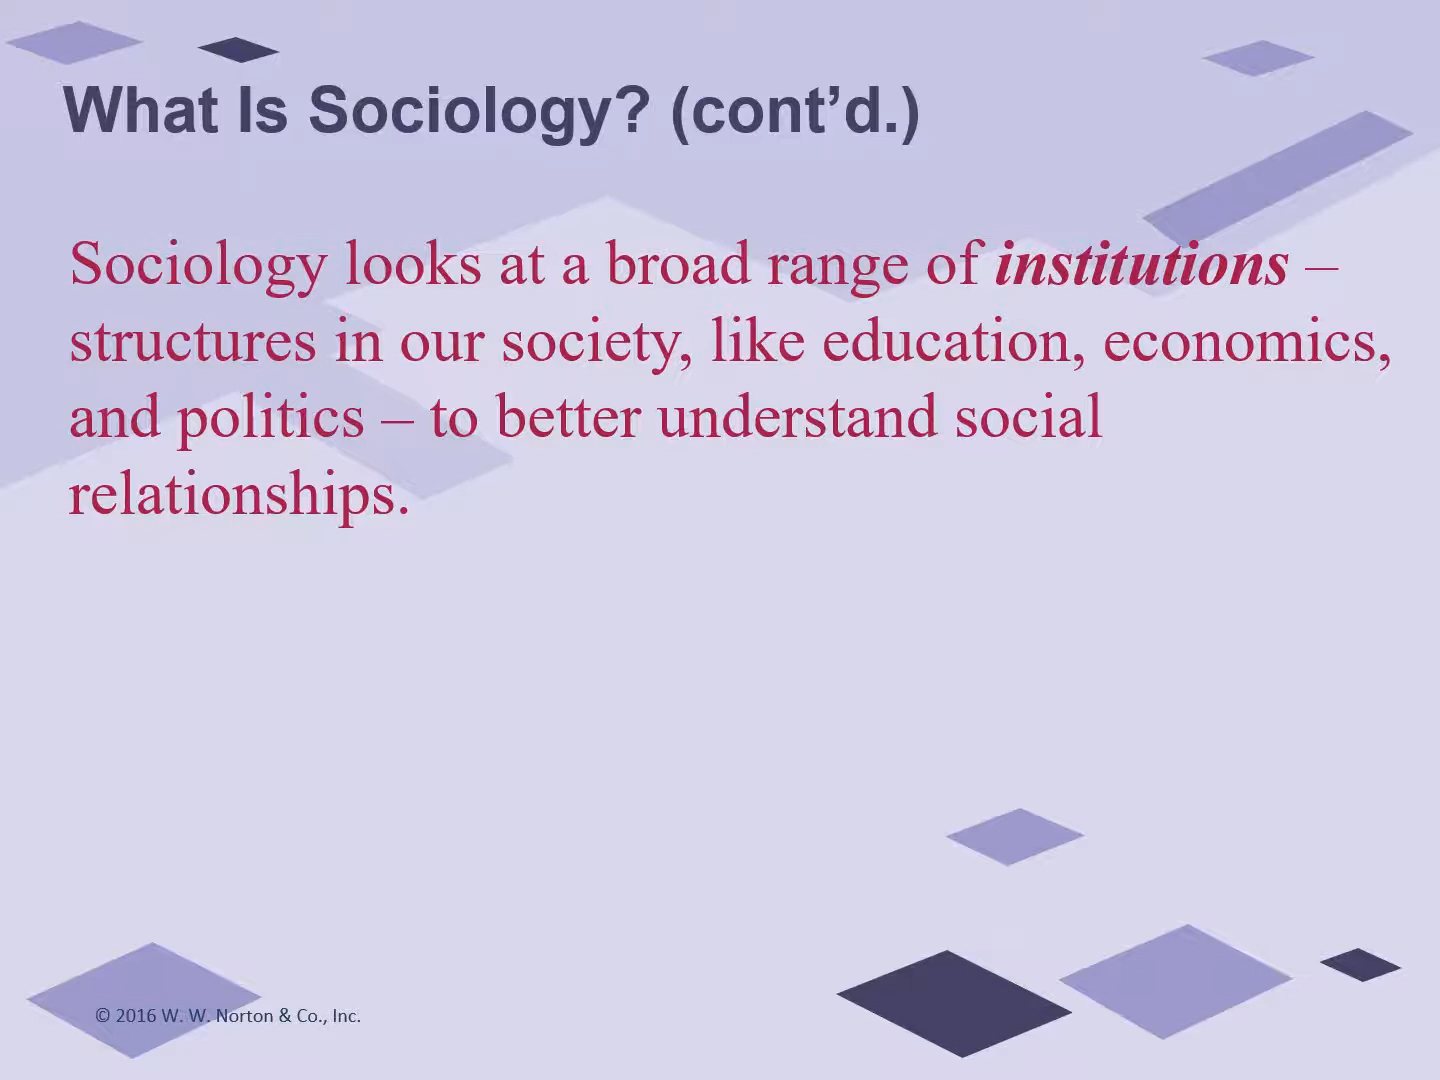 What Is Sociology? (cont’d.)
Sociology looks at a broad range of institutions –
structures in our society, like education, economics,
and politics – to better understand social
relationships.
© 2016 W. W. Norton & Co., Inc.